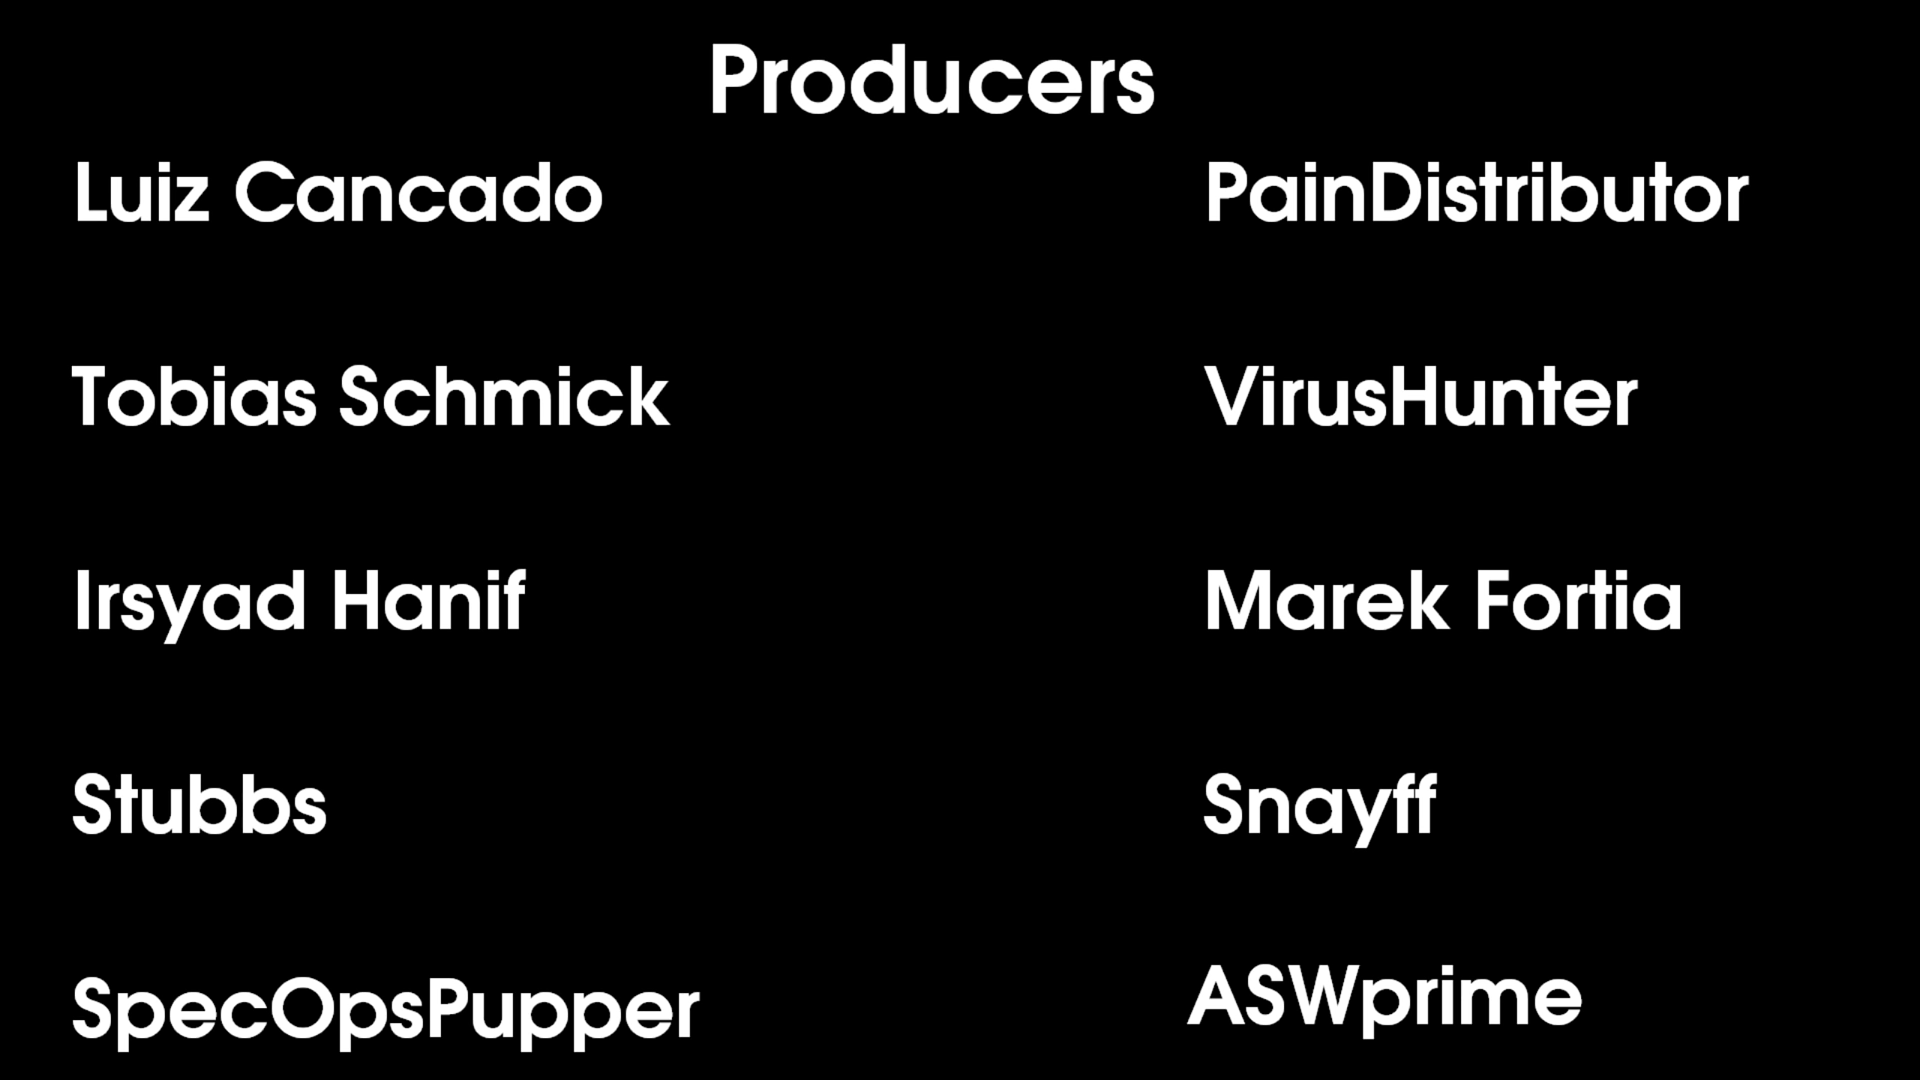 Producers
Luiz Cancado
PainDistributor
Tobias Schmick
VirusHunter
Irsyad Hanif
Marek Fortia
Stubbs
Snayff
SpecOpsPupper
ASWprime